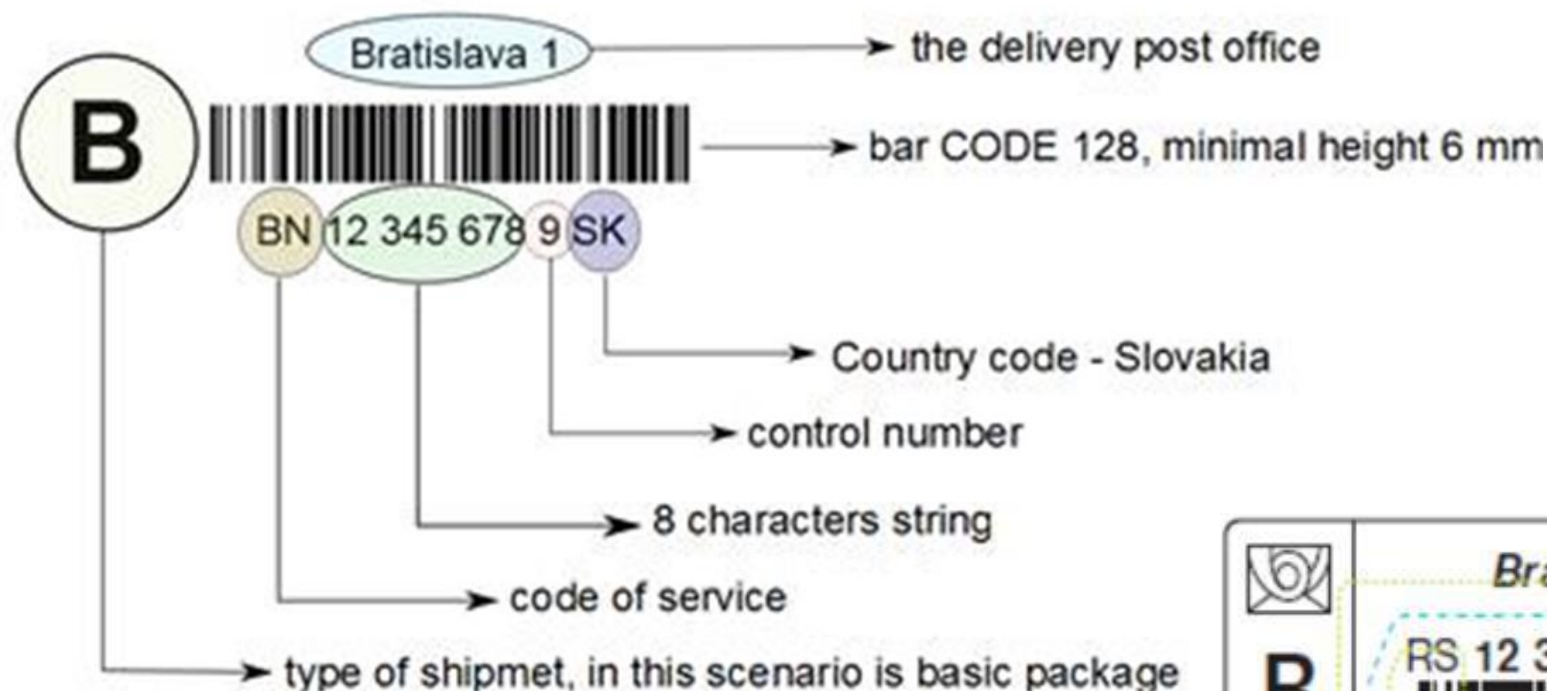 Bratislava 1
the delivery post office
B
bar CODE 128, minimal height 6 mm
BN 12 345 678 9 SK
Country code - Slovakia
control number
8 characters string
code of service
type of shipmet, in this scenario is basic package
RS 12 3
R